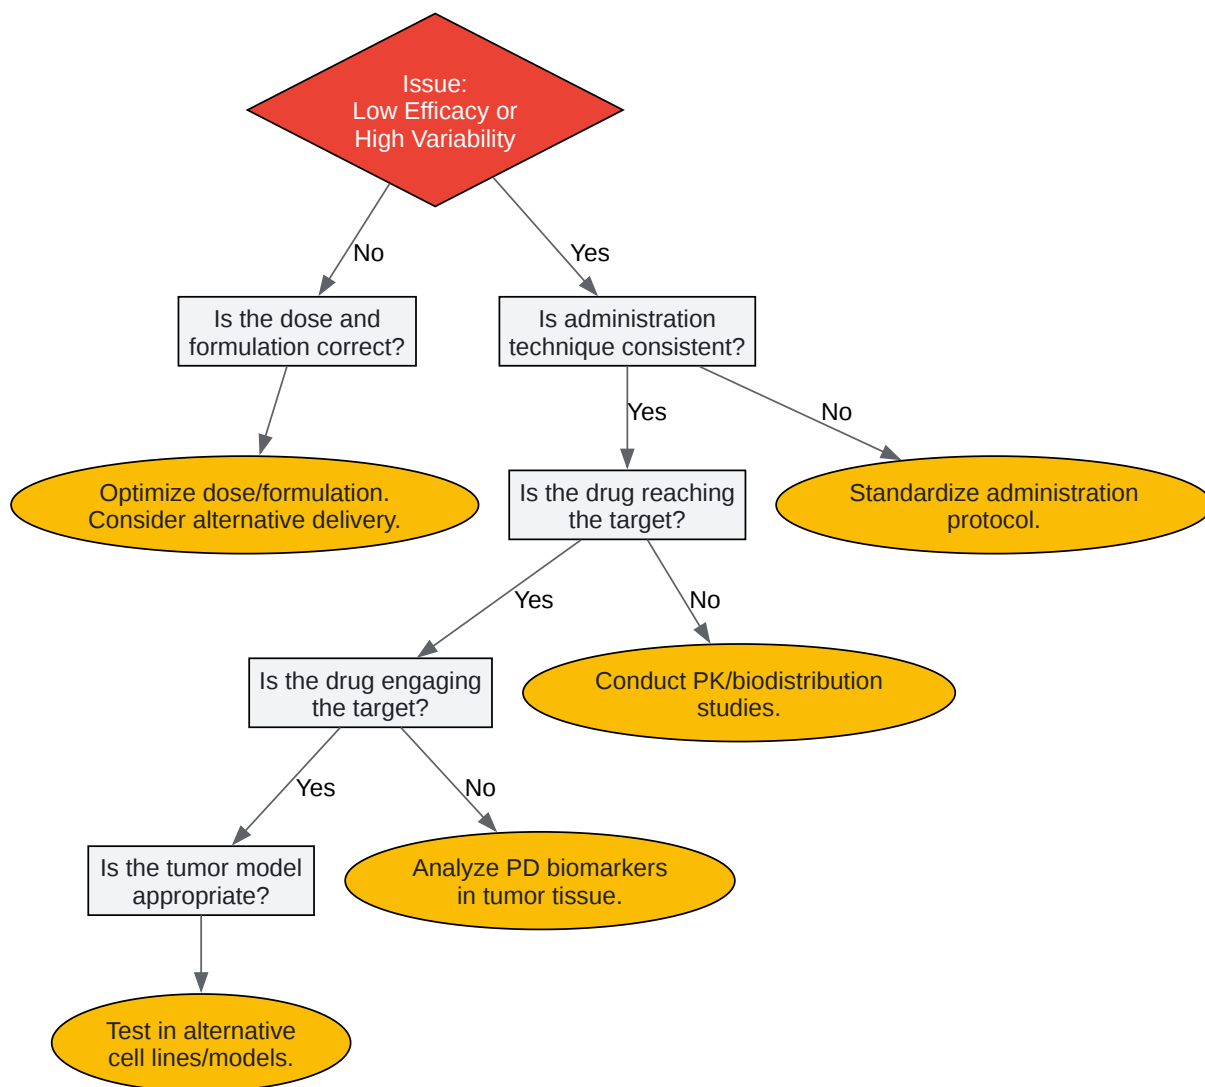 Issue:
Low Efficacy or
High Variability
No
Yes
Is the dose and
formulation correct?
Is administration
technique consistent?
Yes
No
Optimize dose/formulation.
Consider alternative delivery.
Is the drug reaching
the target?
Standardize administration
protocol.
Yes
No
Is the drug engaging
the target?
Conduct PK/biodistribution
studies.
Yes
No
Is the tumor model
appropriate?
Analyze PD biomarkers
in tumor tissue.
Test in alternative
cell lines/models.